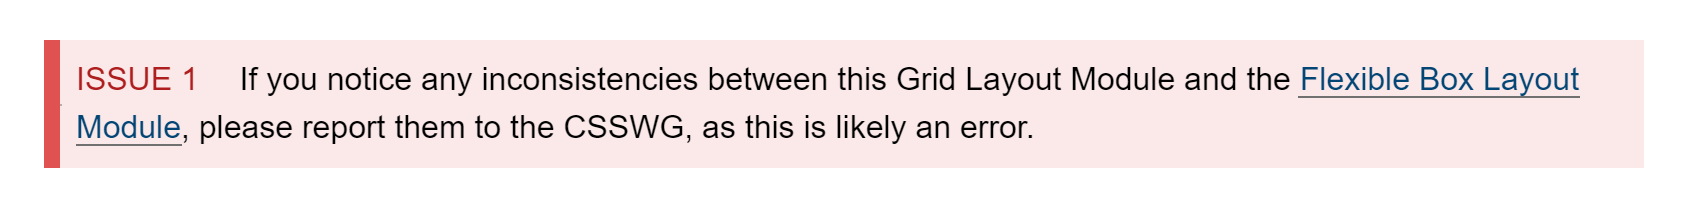 ISSUE 1 If you notice any inconsistencies between this Grid Layout Module and the Flexible Box Layout
Module, please report them to the CSSWG, as this is likely an error.